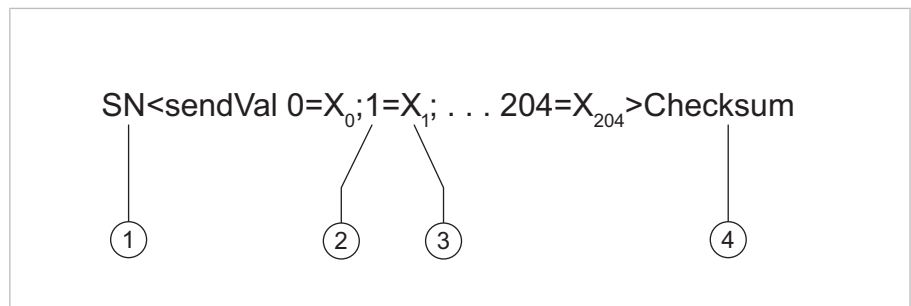 SN<sendVal 0=X₀;1=X₁; . . . 204=X₂₀₄>Checksum
1 2 3 4